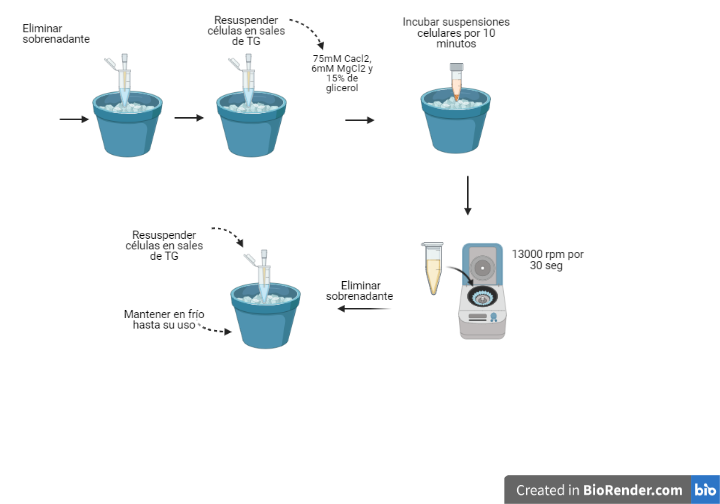 Eliminar
sobrenadante
Resuspender
células en sales
de TG
75mM Cacl2,
6mM MgCl2 y
15% de
glicerol
Incubar suspensiones
celulares por 10
minutos
Resuspender
células en sales
de TG
Mantener en frío
hasta su uso
Eliminar
sobrenadante
13000 rpm por
30 seg
Created in BioRender.com bio